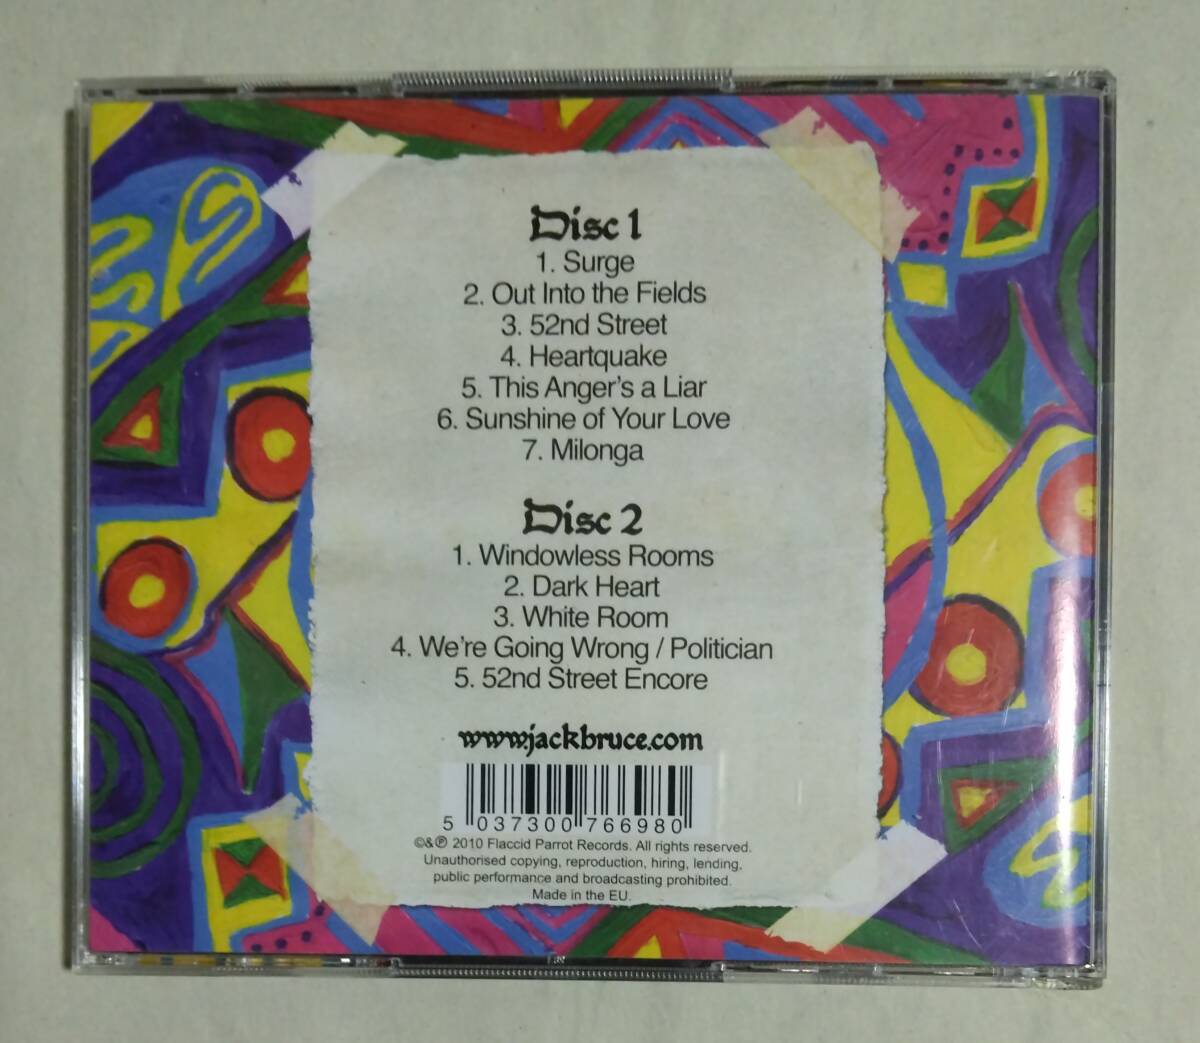 Disc 1
1. Surge
2. Out Into the Fields
3. 52nd Street
4. Heartquake
5. This Anger's a Liar
6. Sunshine of Your Love
7. Milonga
Disc 2
1. Windowless Rooms
2. Dark Heart
3. White Room
4. We're Going Wrong / Politician
5. 52nd Street Encore
www.jackbruce.com
5 037300 766980
©&℗ 2010 Flaccid Parrot Records. All rights reserved.
Unauthorised copying, reproduction, hiring, lending,
public performance and broadcasting prohibited.
Made in the EU.